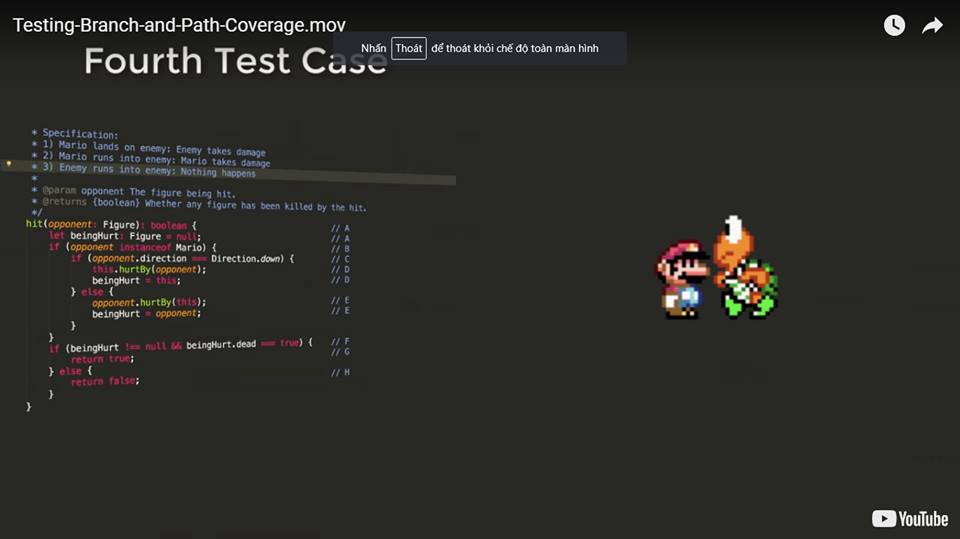 Testing-Branch-and-Path-Coverage.mov
Nhấn Thoát để thoát khỏi chế độ toàn màn hình
Fourth Test Case
* Specification:
* 1) Mario lands on enemy: Enemy takes damage
* 2) Mario runs into enemy: Mario takes damage
* 3) Enemy runs into enemy: Nothing happens
*
* @param opponent The figure being hit.
* @returns {boolean} Whether any figure has been killed by the hit.
*/
hit(opponent: Figure): boolean { // A
let beingHurt: Figure = null; // A
if (opponent instanceof Mario) { // B
if (opponent.direction === Direction.down) { // C
this.hurtBy(opponent); // D
beingHurt = this; // D
} else {
opponent.hurtBy(this); // E
beingHurt = opponent; // E
}
}
if (beingHurt !== null && beingHurt.dead === true) { // F
return true; // G
} else {
return false; // H
}
}
YouTube